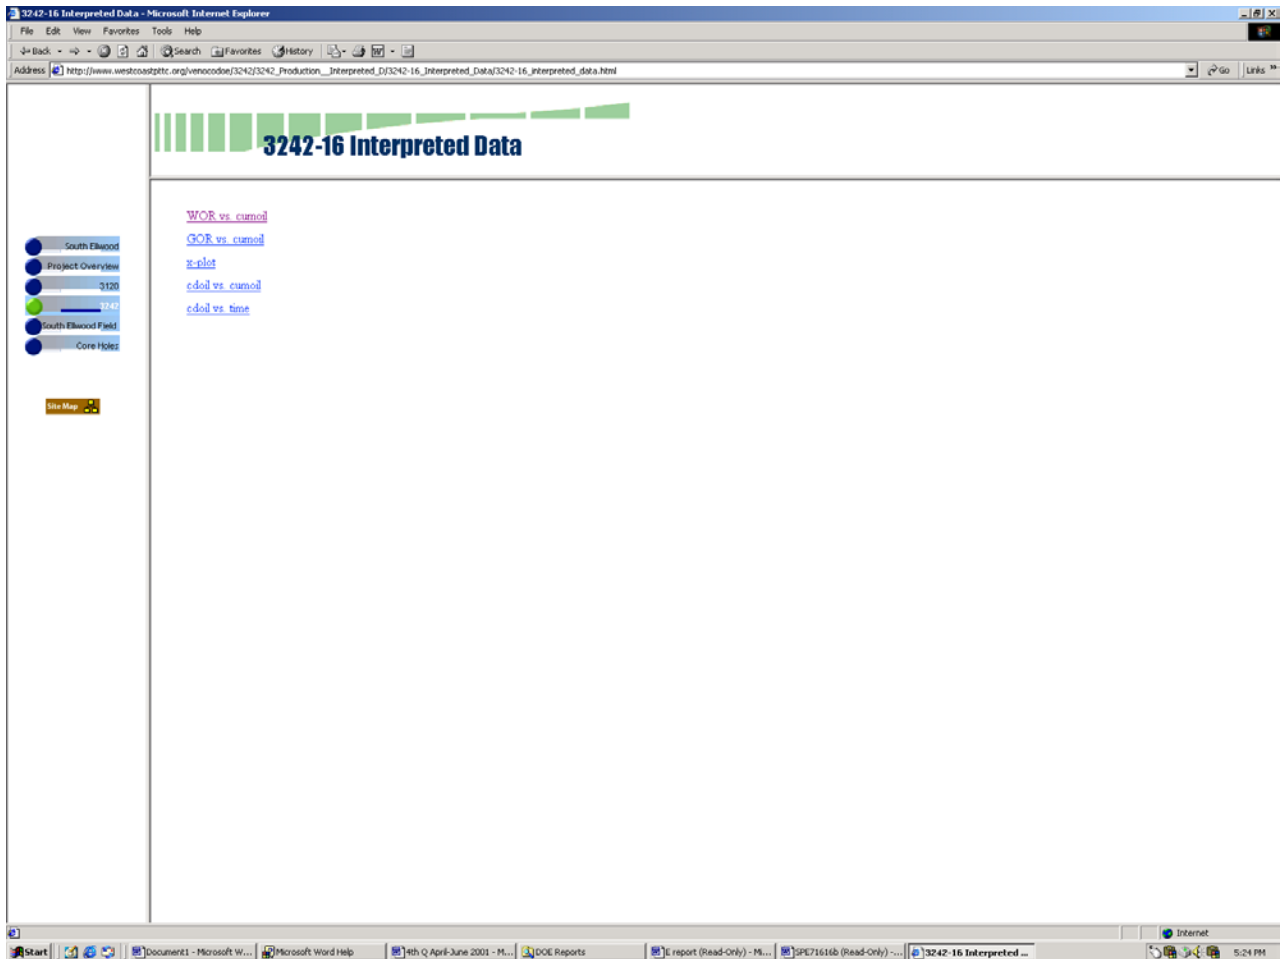 3242-16 Interpreted Data - Microsoft Internet Explorer
File Edit View Favorites Tools Help
Back Search Favorites History
Address http://www.westcoastpttc.org/venocodoe/3242/3242_Production__Interpreted_D/3242-16_Interpreted_Data/3242-16_interpreted_data.html Go Links
3242-16 Interpreted Data
WOR vs. cumoil
GOR vs. cumoil
x-plot
cdoil vs. cumoil
cdoil vs. time
South Ellwood
Project Overview
3120
3242
South Ellwood Field
Core Holes
Site Map
Internet
Start Document1 - Microsoft W... Microsoft Word Help 4th Q April-June 2001 - M... DOE Reports E report (Read-Only) - Mi... SPE71616b (Read-Only) -... 3242-16 Interpreted ... 5:24 PM